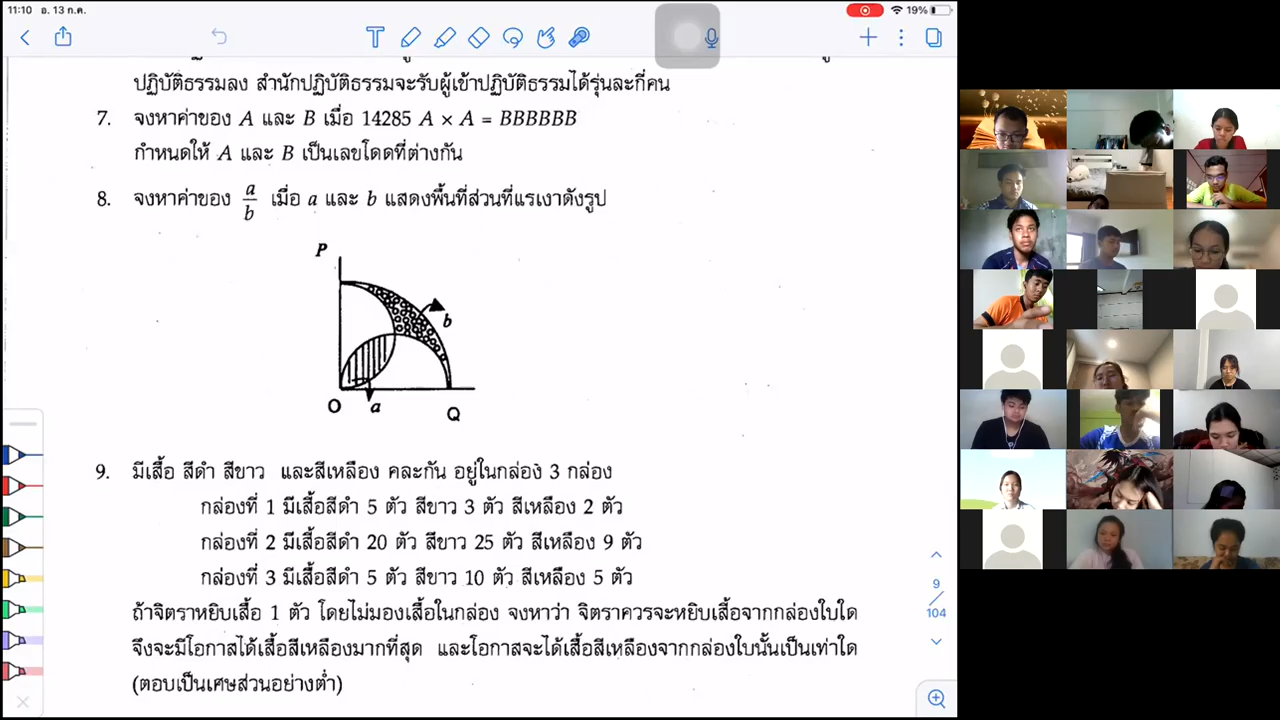 11:10 อ. 13 ก.ค.
19%
ปฏิบัติธรรมลง สำนักปฏิบัติธรรมจะรับผู้เข้าปฏิบัติธรรมได้รุ่นละกี่คน
7. จงหาค่าของ A และ B เมื่อ 14285 A × A = BBBBBB
กำหนดให้ A และ B เป็นเลขโดดที่ต่างกัน
8. จงหาค่าของ a/b เมื่อ a และ b แสดงพื้นที่ส่วนที่แรเงาดังรูป
P
b
O a Q
9. มีเสื้อ สีดำ สีขาว และสีเหลือง คละกัน อยู่ในกล่อง 3 กล่อง
กล่องที่ 1 มีเสื้อสีดำ 5 ตัว สีขาว 3 ตัว สีเหลือง 2 ตัว
กล่องที่ 2 มีเสื้อสีดำ 20 ตัว สีขาว 25 ตัว สีเหลือง 9 ตัว
กล่องที่ 3 มีเสื้อสีดำ 5 ตัว สีขาว 10 ตัว สีเหลือง 5 ตัว
ถ้าจิตราหยิบเสื้อ 1 ตัว โดยไม่มองเสื้อในกล่อง จงหาว่า จิตราควรจะหยิบเสื้อจากกล่องใบใด
จึงจะมีโอกาสได้เสื้อสีเหลืองมากที่สุด และโอกาสจะได้เสื้อสีเหลืองจากกล่องใบนั้นเป็นเท่าใด
(ตอบเป็นเศษส่วนอย่างต่ำ)
9
104